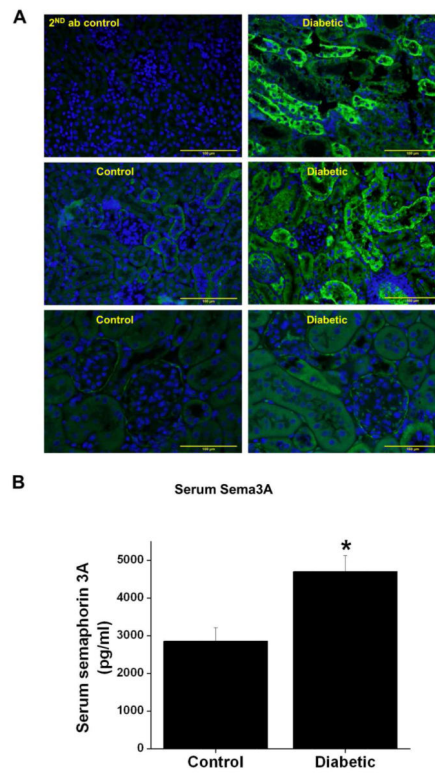 A
2ND ab control
Diabetic
Control
Diabetic
Control
Diabetic
B
Serum Sema3A
*
Serum semaphorin 3A
(pg/ml)
5000
4000
3000
2000
1000
0
Control
Diabetic